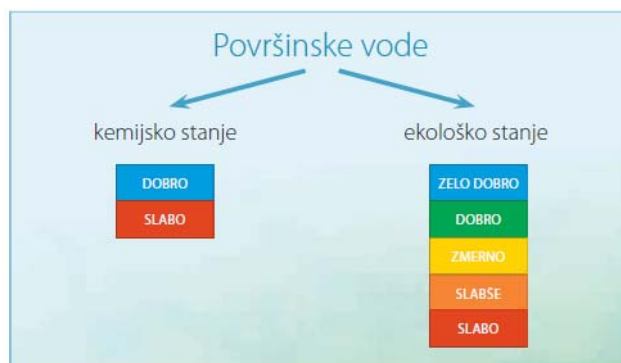 Površinske vode
kemijsko stanje
DOBRO
SLABO
ekološko stanje
ZELO DOBRO
DOBRO
ZMERNO
SLABŠE
SLABO